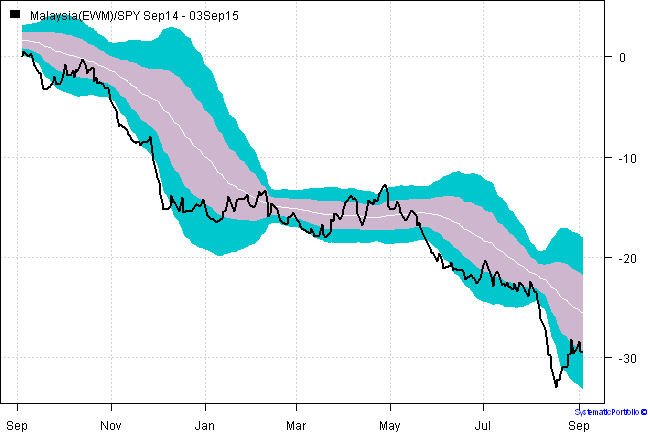 Malaysia(EWM)/SPY Sep14 - 03Sep15
0
-10
-20
-30
SystematicPortfolio ©
Sep Nov Jan Mar May Jul Sep